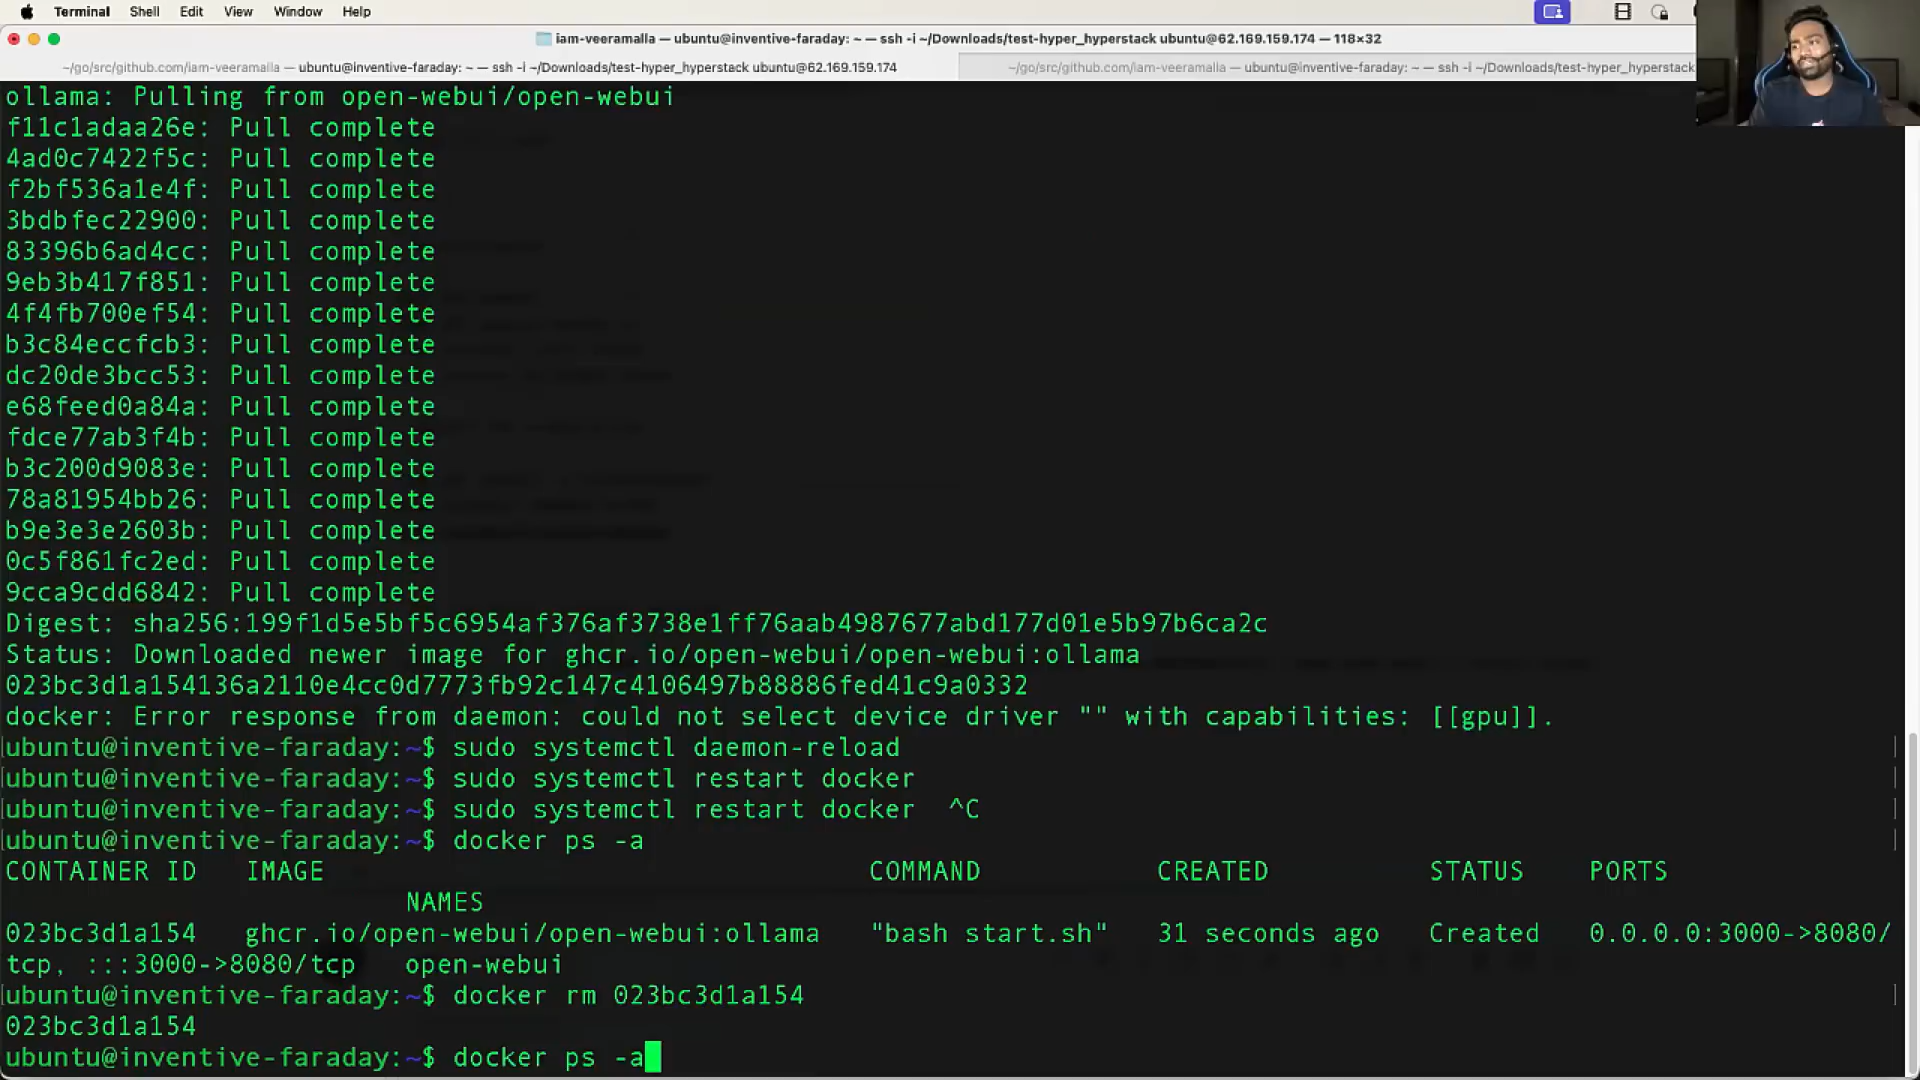 Terminal Shell Edit View Window Help
iam-veeramalla — ubuntu@inventive-faraday: ~ — ssh -i ~/Downloads/test-hyper_hyperstack ubuntu@62.169.159.174 — 118×32
~/go/src/github.com/iam-veeramalla — ubuntu@inventive-faraday: ~ — ssh -i ~/Downloads/test-hyper_hyperstack ubuntu@62.169.159.174
~/go/src/github.com/iam-veeramalla — ubuntu@inventive-faraday: ~ — ssh -i ~/Downloads/test-hyper_hyperstack
ollama: Pulling from open-webui/open-webui
f11c1adaa26e: Pull complete
4ad0c7422f5c: Pull complete
f2bf536a1e4f: Pull complete
3bdbfec22900: Pull complete
83396b6ad4cc: Pull complete
9eb3b417f851: Pull complete
4f4fb700ef54: Pull complete
b3c84eccfcb3: Pull complete
dc20de3bcc53: Pull complete
e68feed0a84a: Pull complete
fdce77ab3f4b: Pull complete
b3c200d9083e: Pull complete
78a81954bb26: Pull complete
b9e3e3e2603b: Pull complete
0c5f861fc2ed: Pull complete
9cca9cdd6842: Pull complete
Digest: sha256:199f1d5e5bf5c6954af376af3738e1ff76aab4987677abd177d01e5b97b6ca2c
Status: Downloaded newer image for ghcr.io/open-webui/open-webui:ollama
023bc3d1a154136a2110e4cc0d7773fb92c147c4106497b88886fed41c9a0332
docker: Error response from daemon: could not select device driver "" with capabilities: [[gpu]].
ubuntu@inventive-faraday:~$ sudo systemctl daemon-reload
ubuntu@inventive-faraday:~$ sudo systemctl restart docker
ubuntu@inventive-faraday:~$ sudo systemctl restart docker  ^C
ubuntu@inventive-faraday:~$ docker ps -a
CONTAINER ID   IMAGE   COMMAND   CREATED   STATUS   PORTS
NAMES
023bc3d1a154   ghcr.io/open-webui/open-webui:ollama   "bash start.sh"   31 seconds ago   Created   0.0.0.0:3000->8080/
tcp, :::3000->8080/tcp   open-webui
ubuntu@inventive-faraday:~$ docker rm 023bc3d1a154
023bc3d1a154
ubuntu@inventive-faraday:~$ docker ps -a